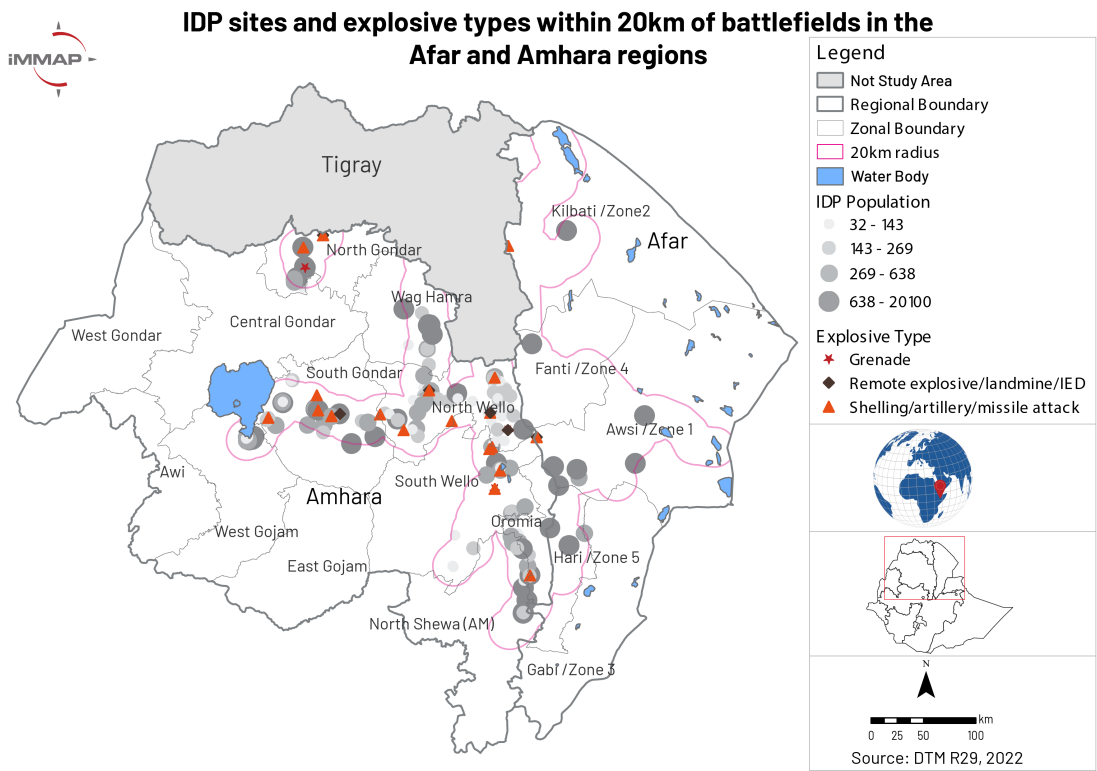 IDP sites and explosive types within 20km of battlefields in the
Afar and Amhara regions
iMMAP
Legend
Not Study Area
Regional Boundary
Zonal Boundary
20km radius
Water Body
IDP Population
32 - 143
143 - 269
269 - 638
638 - 20100
Explosive Type
Grenade
Remote explosive/landmine/IED
Shelling/artillery/missile attack
Tigray
Kilbati /Zone2
Afar
North Gondar
Wag Hamra
Central Gondar
West Gondar
South Gondar
Fanti /Zone 4
North Wello
Awsi /Zone 1
Awi
South Wello
Amhara
Oromia
West Gojam
Hari /Zone 5
East Gojam
North Shewa (AM)
Gabi /Zone 3
N
km
0 25 50 100
Source: DTM R29, 2022